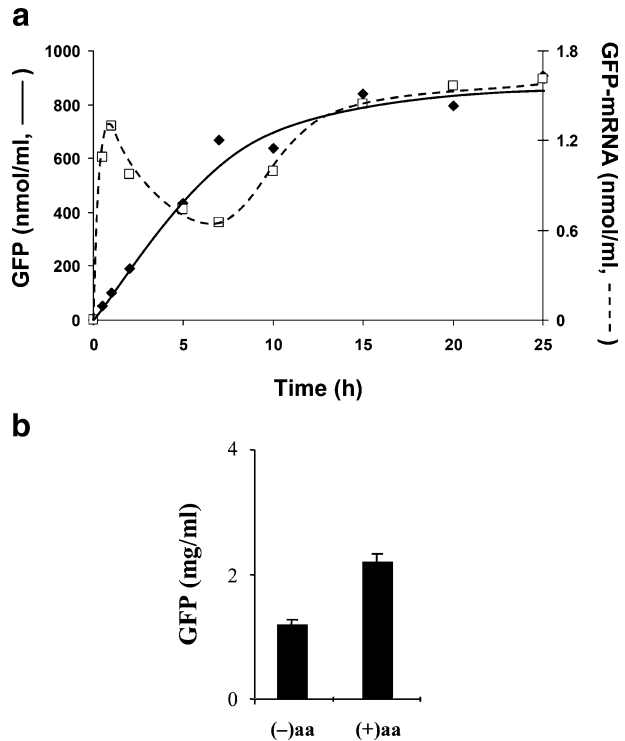 a
GFP (nmol/ml, ——)
1000
800
600
400
200
0
1.8
1.2
0.6
0
GFP-mRNA (nmol/ml, ----)
0 5 10 15 20 25
Time (h)
b
GFP (mg/ml)
4
2
0
(–)aa (+)aa